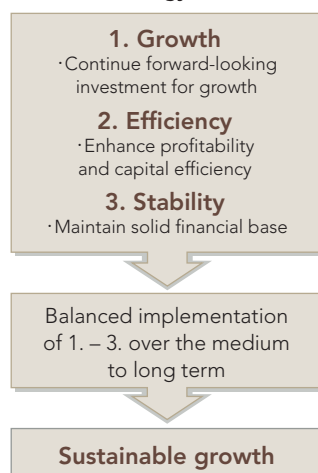 1. Growth
·Continue forward-looking
investment for growth
2. Efficiency
·Enhance profitability
and capital efficiency
3. Stability
·Maintain solid financial base
Balanced implementation
of 1. – 3. over the medium
to long term
Sustainable growth